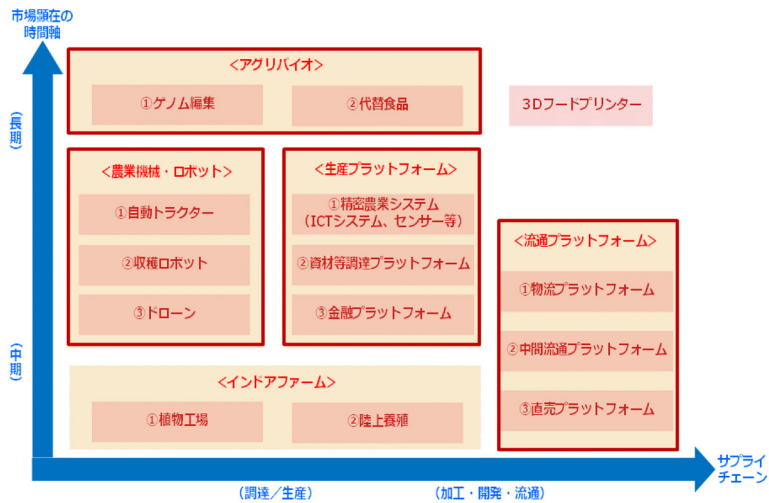 市場顕在の
時間軸
＜アグリバイオ＞
①ゲノム編集
②代替食品
3Dフードプリンター
（長期）
＜農業機械・ロボット＞
①自動トラクター
②収穫ロボット
③ドローン
＜生産プラットフォーム＞
①精密農業システム
（ICTシステム、センサー等）
②資材等調達プラットフォーム
③金融プラットフォーム
＜流通プラットフォーム＞
①物流プラットフォーム
②中間流通プラットフォーム
③直売プラットフォーム
（中期）
＜インドアファーム＞
①植物工場
②陸上養殖
サプライ
チェーン
（調達／生産）
（加工・開発・流通）